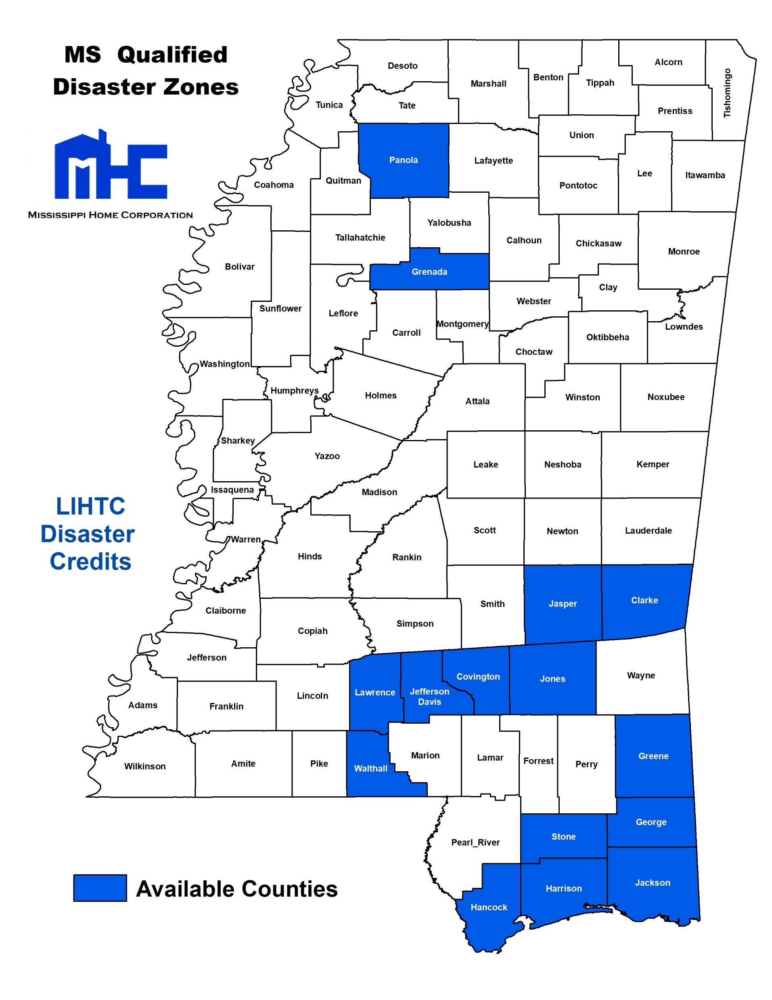 MS Qualified
Disaster Zones
MISSISSIPPI HOME CORPORATION
Desoto
Alcorn
Marshall
Benton
Tippah
Tishomingo
Tunica
Tate
Prentiss
Union
Panola
Lafayette
Lee
Itawamba
Quitman
Coahoma
Pontotoc
Yalobusha
Tallahatchie
Calhoun
Chickasaw
Monroe
Bolivar
Grenada
Clay
Webster
Sunflower
Leflore
Montgomery
Lowndes
Carroll
Oktibbeha
Choctaw
Washington
Humphreys
Holmes
Attala
Winston
Noxubee
Sharkey
Yazoo
Leake
Neshoba
Kemper
Issaquena
Madison
LIHTC
Disaster
Credits
Scott
Newton
Lauderdale
Warren
Hinds
Rankin
Claiborne
Smith
Jasper
Clarke
Copiah
Simpson
Jefferson
Covington
Jones
Wayne
Lawrence
Jefferson
Davis
Lincoln
Adams
Franklin
Wilkinson
Amite
Pike
Walthall
Marion
Lamar
Forrest
Perry
Greene
George
Stone
Pearl_River
Available Counties
Harrison
Jackson
Hancock